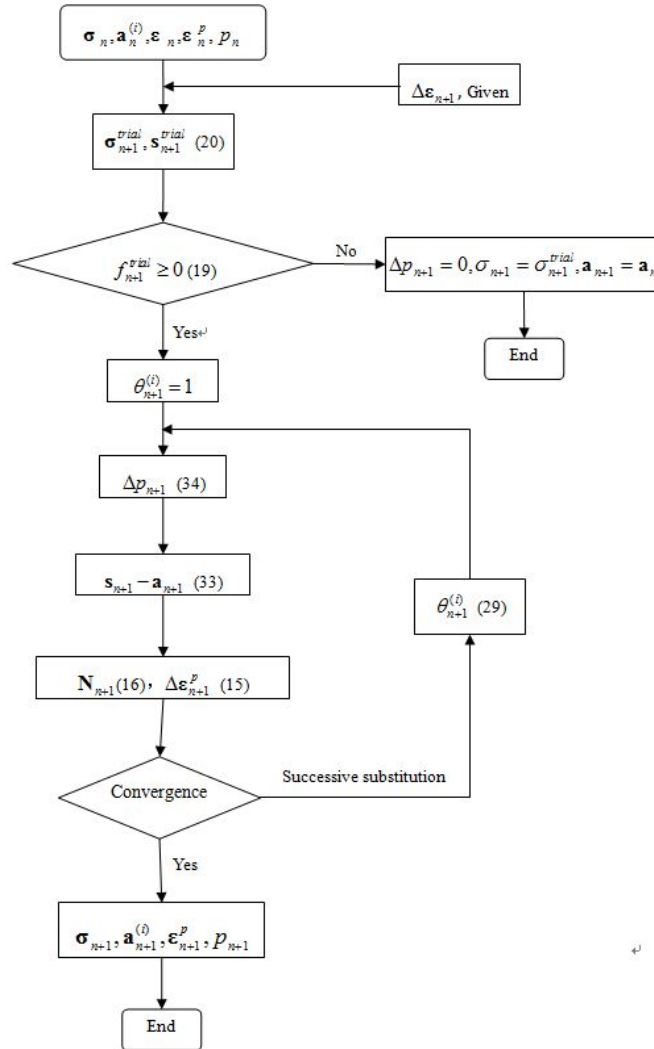 σ_n, a_n^{(i)}, ε_n, ε_n^p, p_n
Δε_{n+1}, Given
σ_{n+1}^{trial}, s_{n+1}^{trial} (20)
f_{n+1}^{trial} ≥ 0 (19)
No
Δp_{n+1} = 0, σ_{n+1} = σ_{n+1}^{trial}, a_{n+1} = a_n
Yes↵
End
θ_{n+1}^{(i)} = 1
Δp_{n+1} (34)
s_{n+1} − a_{n+1} (33)
θ_{n+1}^{(i)} (29)
N_{n+1}(16), Δε_{n+1}^p (15)
Convergence
Successive substitution
Yes
σ_{n+1}, a_{n+1}^{(i)}, ε_{n+1}^p, p_{n+1}
↵
End